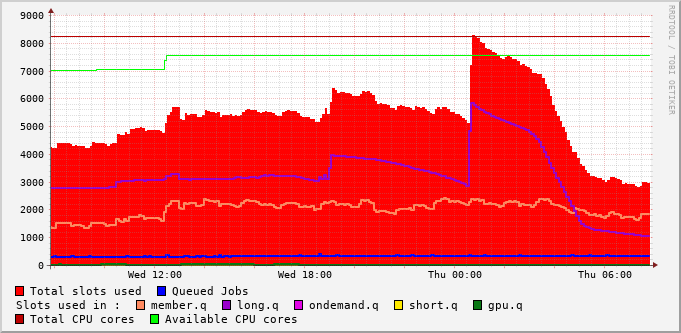 RRDTOOL / TOBI OETIKER
9000
8000
7000
6000
5000
4000
3000
2000
1000
0
Wed 12:00 Wed 18:00 Thu 00:00 Thu 06:00
Total slots used Queued Jobs
Slots used in : member.q long.q ondemand.q short.q gpu.q
Total CPU cores Available CPU cores